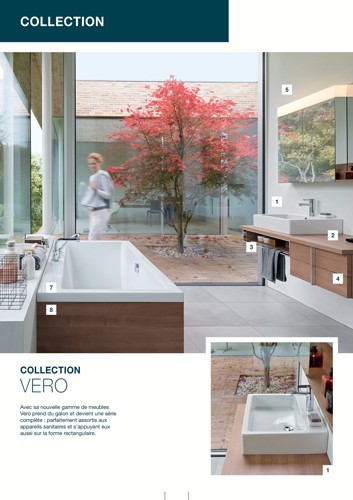 COLLECTION
5
1
2
3
4
7
8
COLLECTION
VERO
Avec sa nouvelle gamme de meubles
Vero prend du galon et devient une série
complète : parfaitement assortis aux
appareils sanitaires et s'appuyant eux
aussi sur la forme rectangulaire.
1